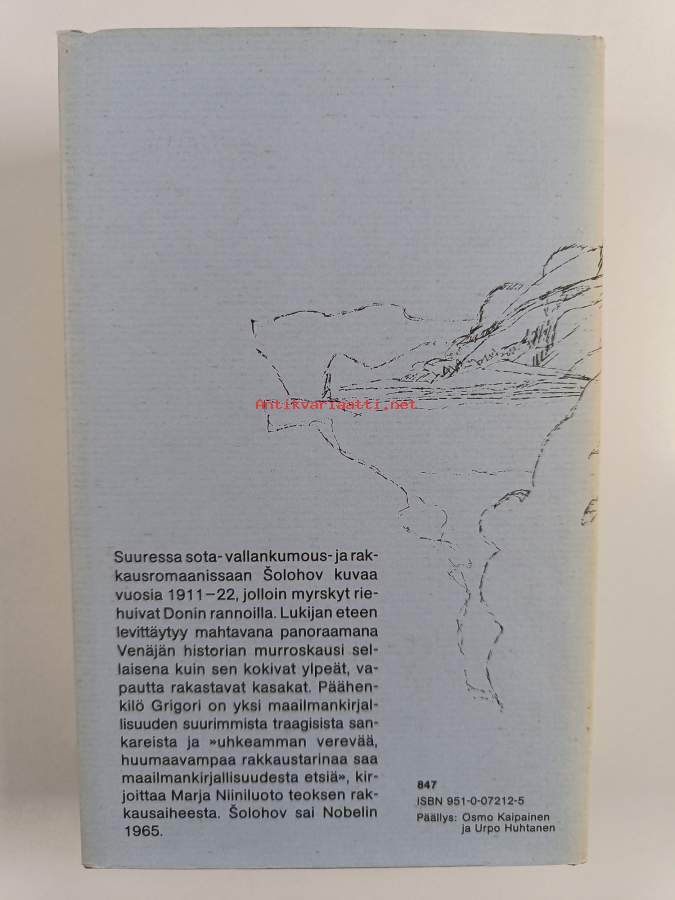 Antikvariaatti.net
Suuressa sota- vallankumous- ja rak-
kausromaanissaan Šolohov kuvaa
vuosia 1911–22, jolloin myrskyt rie-
huivat Donin rannoilla. Lukijan eteen
levittäytyy mahtavana panoraamana
Venäjän historian murroskausi sel-
laisena kuin sen kokivat ylpeät, va-
pautta rakastavat kasakat. Päähen-
kilö Grigori on yksi maailmankirjal-
lisuuden suurimmista traagisista san-
kareista ja »uhkeamman verevää,
huumaavampaa rakkaustarinaa saa
maailmankirjallisuudesta etsiä», kir-
joittaa Marja Niiniluoto teoksen rak-
kausaiheesta. Šolohov sai Nobelin
1965.
847
ISBN 951-0-07212-5
Päällys: Osmo Kaipainen
ja Urpo Huhtanen